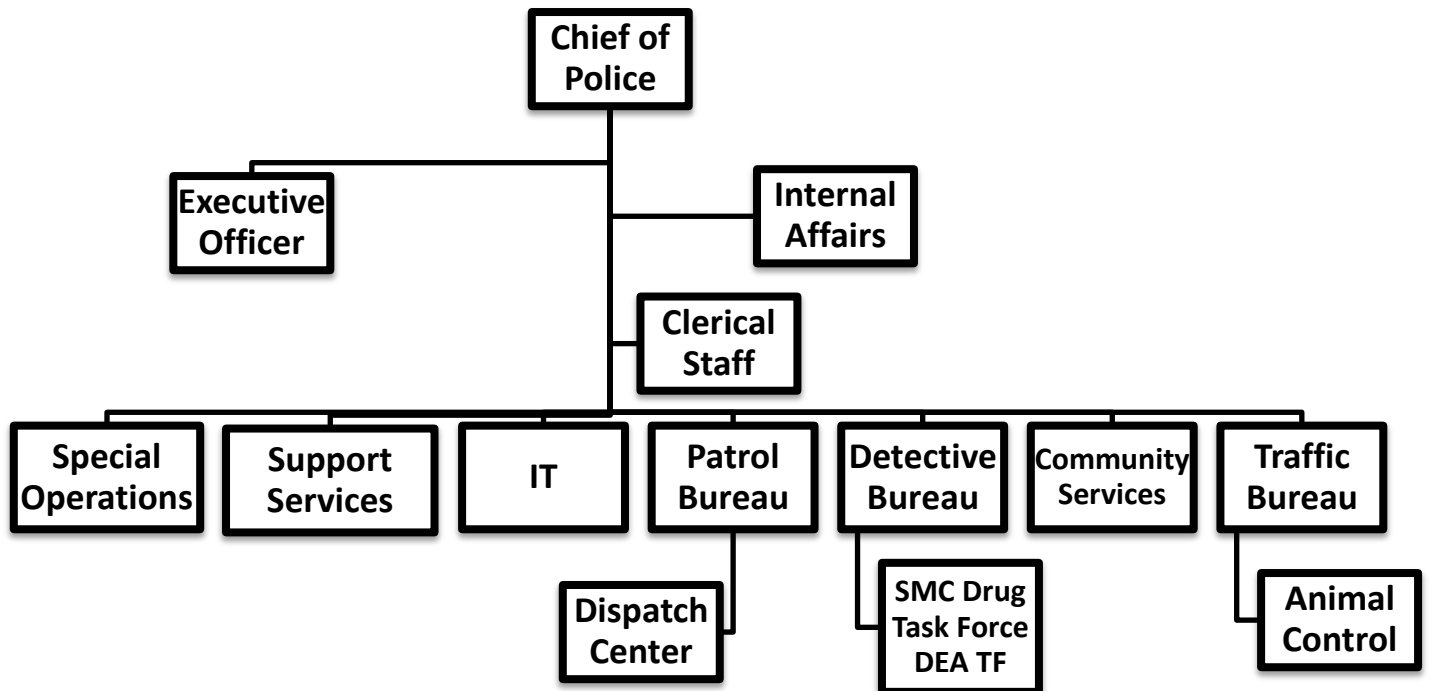 Chief of
Police
Executive
Officer
Internal
Affairs
Clerical
Staff
Special
Operations
Support
Services
IT
Patrol
Bureau
Detective
Bureau
Community
Services
Traffic
Bureau
Dispatch
Center
SMC Drug
Task Force
DEA TF
Animal
Control